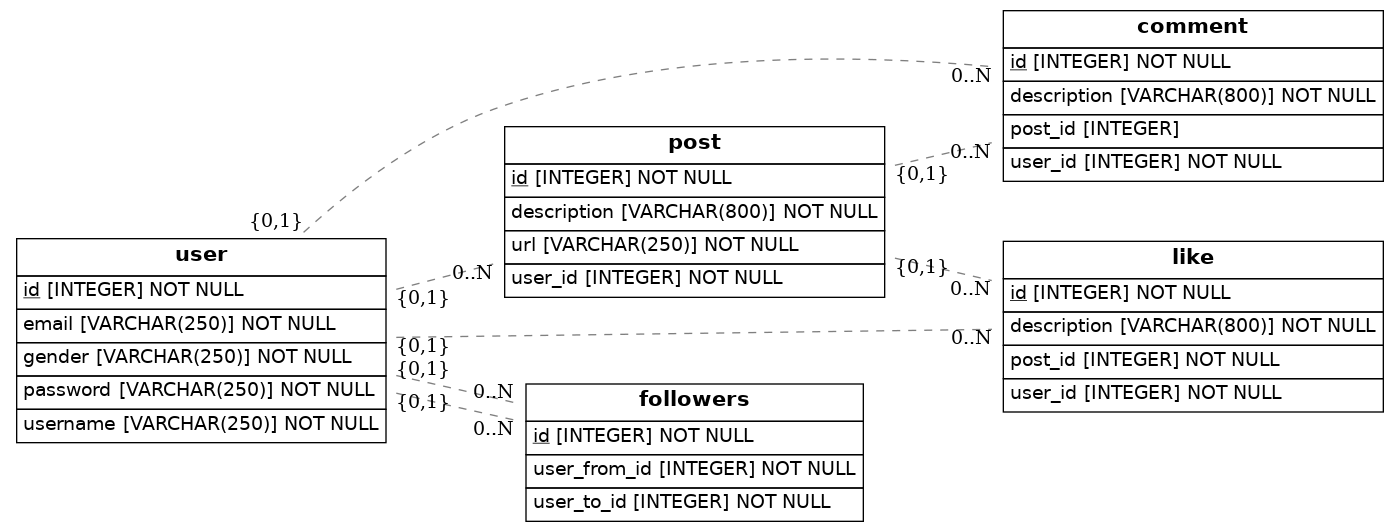 comment
id [INTEGER] NOT NULL
description [VARCHAR(800)] NOT NULL
post_id [INTEGER]
user_id [INTEGER] NOT NULL
0..N
0..N
post
id [INTEGER] NOT NULL
description [VARCHAR(800)] NOT NULL
url [VARCHAR(250)] NOT NULL
user_id [INTEGER] NOT NULL
{0,1}
{0,1}
0..N
{0,1}
user
id [INTEGER] NOT NULL
email [VARCHAR(250)] NOT NULL
gender [VARCHAR(250)] NOT NULL
password [VARCHAR(250)] NOT NULL
username [VARCHAR(250)] NOT NULL
{0,1}
{0,1}
{0,1}
{0,1}
like
id [INTEGER] NOT NULL
description [VARCHAR(800)] NOT NULL
post_id [INTEGER] NOT NULL
user_id [INTEGER] NOT NULL
0..N
0..N
followers
id [INTEGER] NOT NULL
user_from_id [INTEGER] NOT NULL
user_to_id [INTEGER] NOT NULL
0..N
0..N